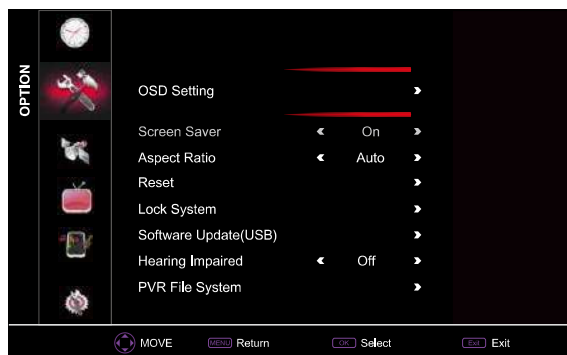 OPTION
OSD Setting
Screen Saver On
Aspect Ratio Auto
Reset
Lock System
Software Update(USB)
Hearing Impaired Off
PVR File System
MOVE MENU Return OK Select Exit Exit